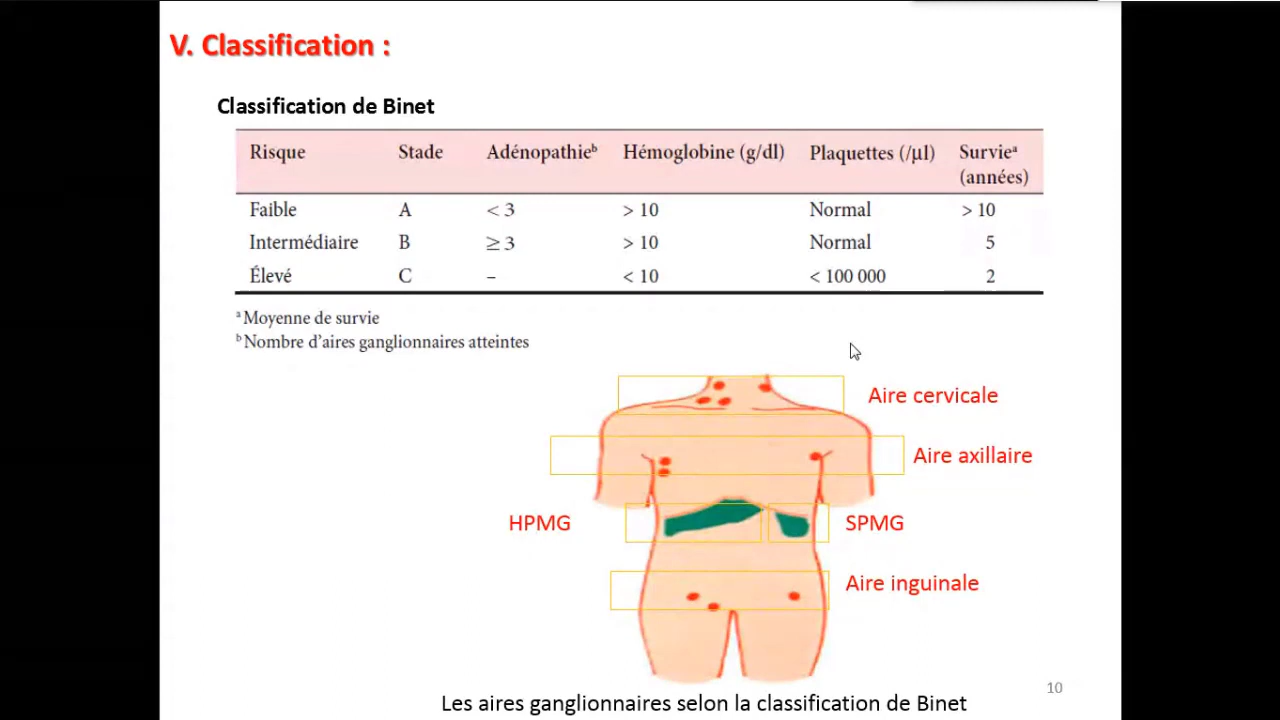 V. Classification :
Classification de Binet
Risque Stade Adénopathieᵇ Hémoglobine (g/dl) Plaquettes (/µl) Survieᵃ (années)
Faible A < 3 > 10 Normal > 10
Intermédiaire B ≥ 3 > 10 Normal 5
Élevé C – < 10 < 100 000 2
ᵃ Moyenne de survie
ᵇ Nombre d'aires ganglionnaires atteintes
Aire cervicale
Aire axillaire
HPMG SPMG
Aire inguinale
10
Les aires ganglionnaires selon la classification de Binet